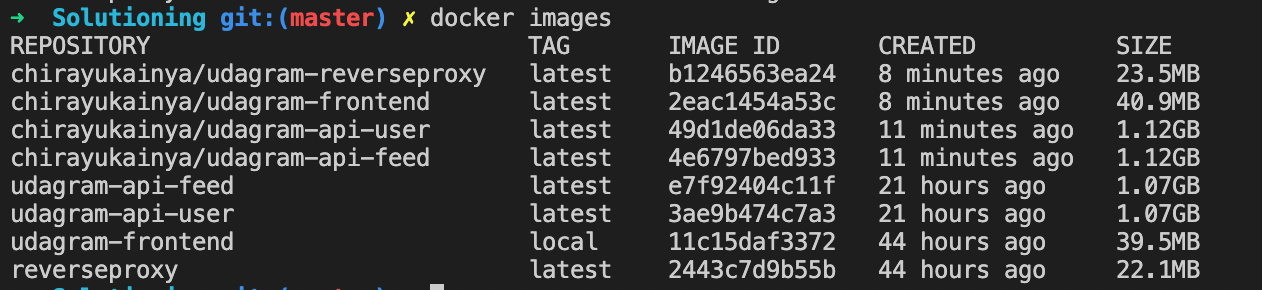 ➜ Solutioning git:(master) ✗ docker images
REPOSITORY TAG IMAGE ID CREATED SIZE
chirayukainya/udagram-reverseproxy latest b1246563ea24 8 minutes ago 23.5MB
chirayukainya/udagram-frontend latest 2eac1454a53c 8 minutes ago 40.9MB
chirayukainya/udagram-api-user latest 49d1de06da33 11 minutes ago 1.12GB
chirayukainya/udagram-api-feed latest 4e6797bed933 11 minutes ago 1.12GB
udagram-api-feed latest e7f92404c11f 21 hours ago 1.07GB
udagram-api-user latest 3ae9b474c7a3 21 hours ago 1.07GB
udagram-frontend local 11c15daf3372 44 hours ago 39.5MB
reverseproxy latest 2443c7d9b55b 44 hours ago 22.1MB